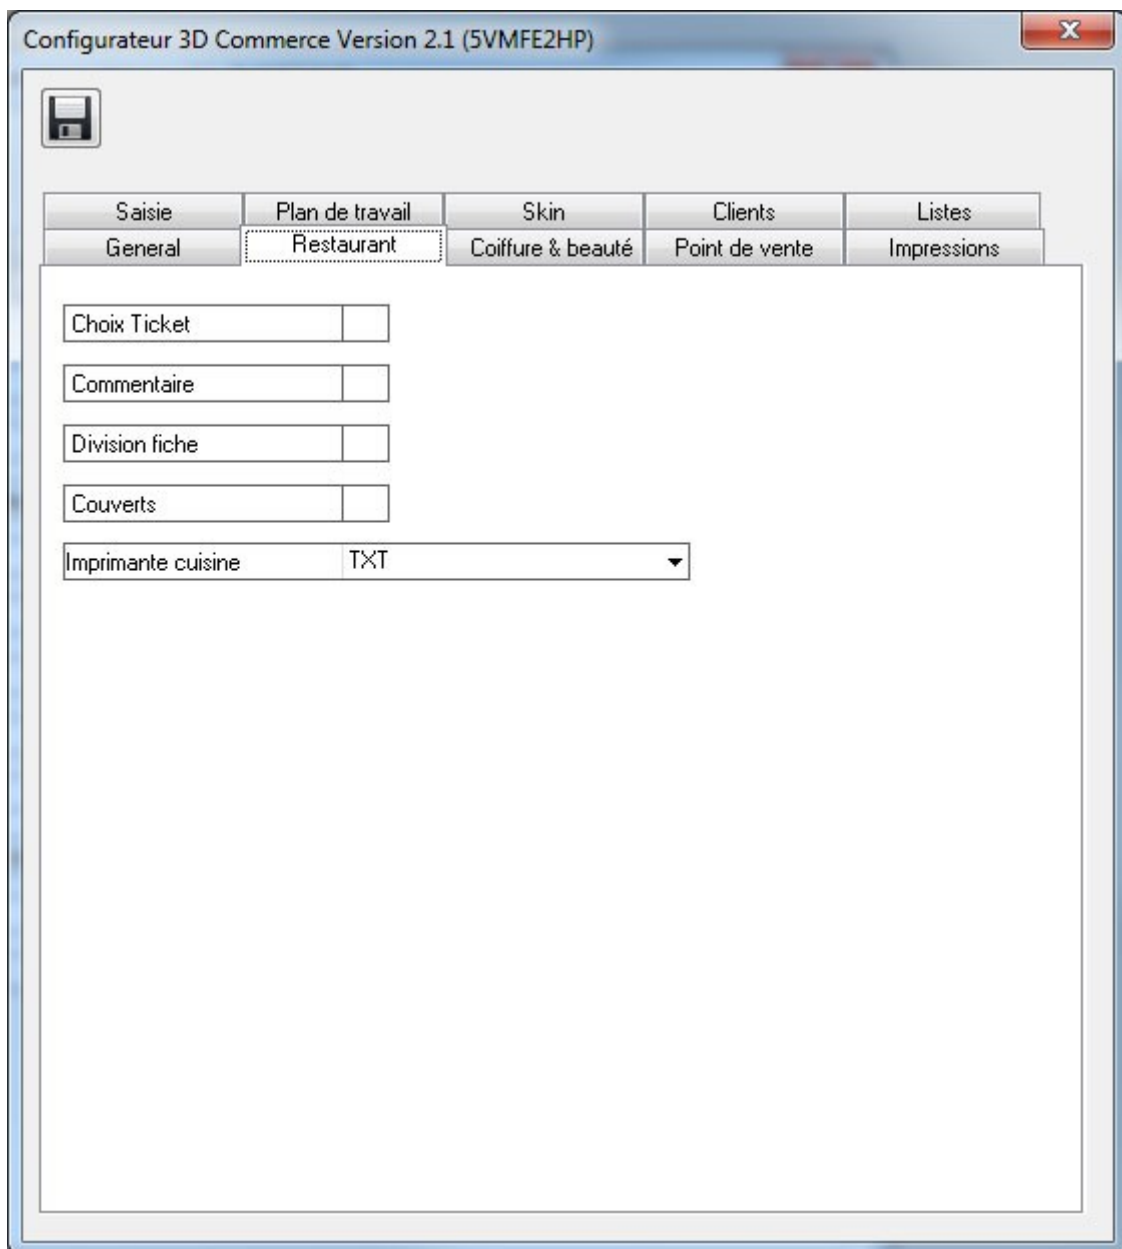 Configurateur 3D Commerce Version 2.1 (5VMFE2HP)
Saisie Plan de travail Skin Clients Listes
General Restaurant Coiffure & beauté Point de vente Impressions
Choix Ticket
Commentaire
Division fiche
Couverts
Imprimante cuisine TXT